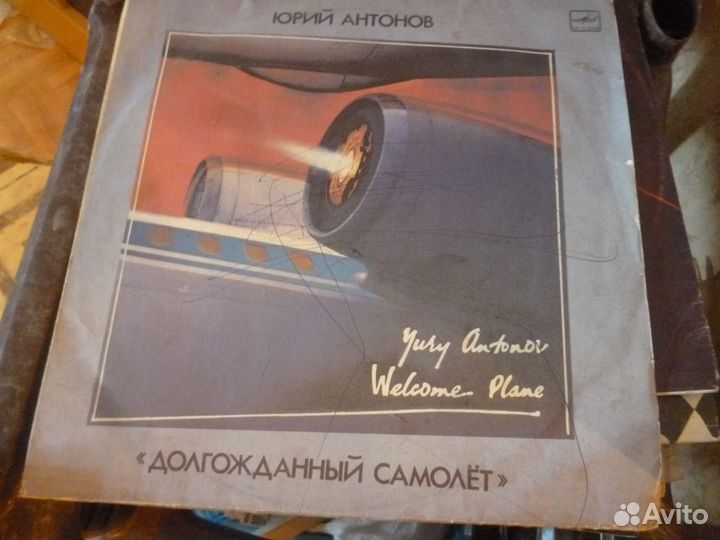 ЮРИЙ АНТОНОВ
Yury Antonov
Welcome Plane
«ДОЛГОЖДАННЫЙ САМОЛЁТ»
Avito